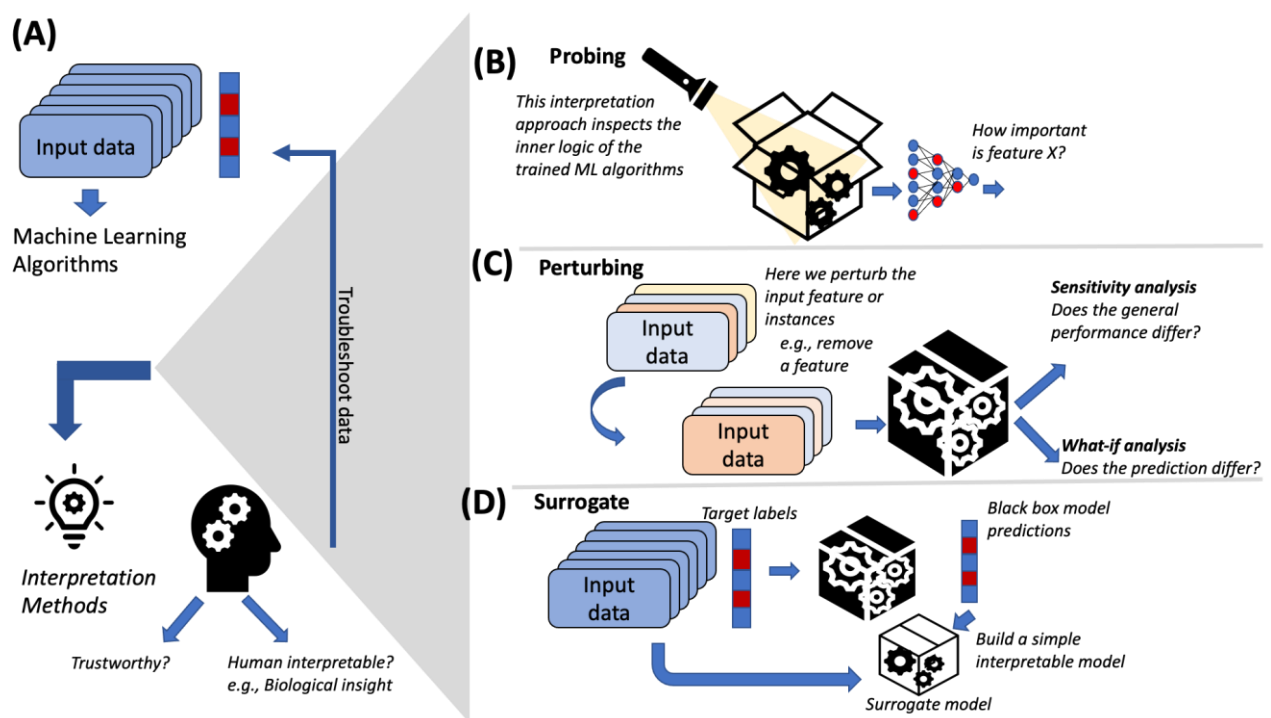 (A)
Input data
Machine Learning
Algorithms
Troubleshoot data
Interpretation
Methods
Trustworthy?
Human interpretable?
e.g., Biological insight
(B)
Probing
This interpretation
approach inspects the
inner logic of the
trained ML algorithms
How important
is feature X?
(C)
Perturbing
Input
data
Here we perturb the
input feature or
instances
e.g., remove
a feature
Input
data
Sensitivity analysis
Does the general
performance differ?
What-if analysis
Does the prediction differ?
(D)
Surrogate
Input
data
Target labels
Black box model
predictions
Build a simple
interpretable model
Surrogate model